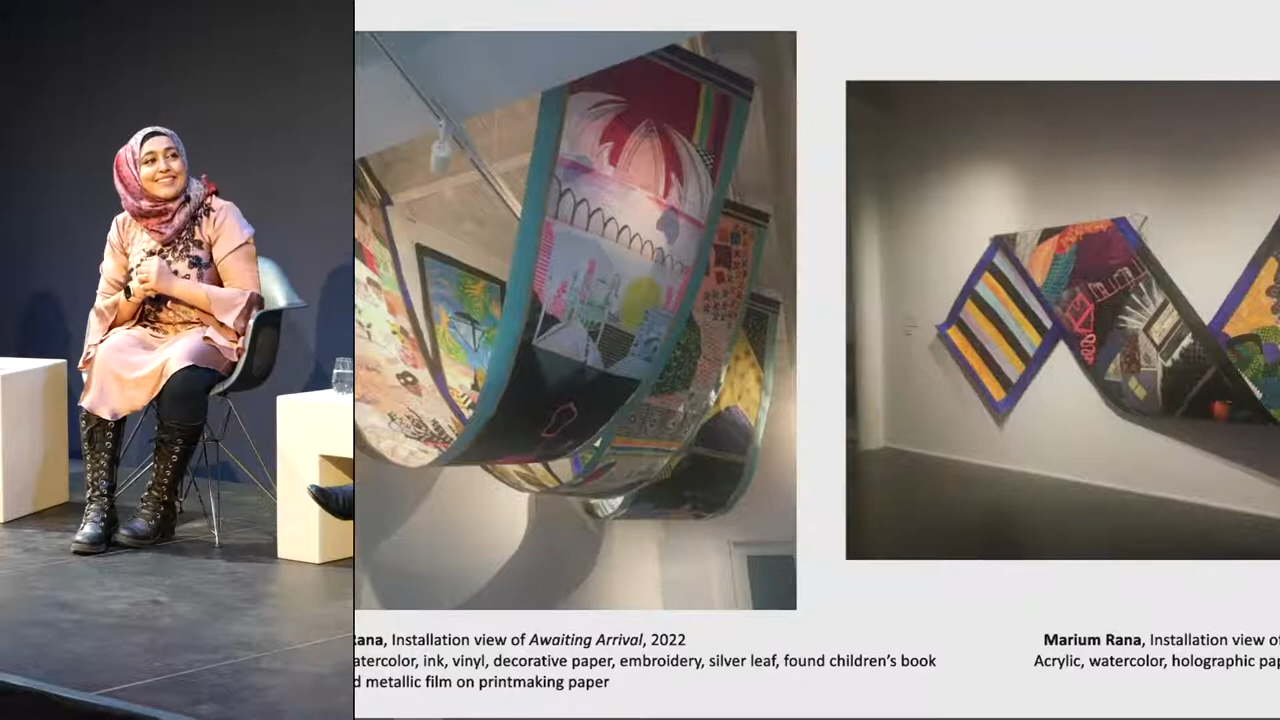 Rana, Installation view of Awaiting Arrival, 2022
watercolor, ink, vinyl, decorative paper, embroidery, silver leaf, found children’s book
d metallic film on printmaking paper
Marium Rana, Installation view of
Acrylic, watercolor, holographic pap